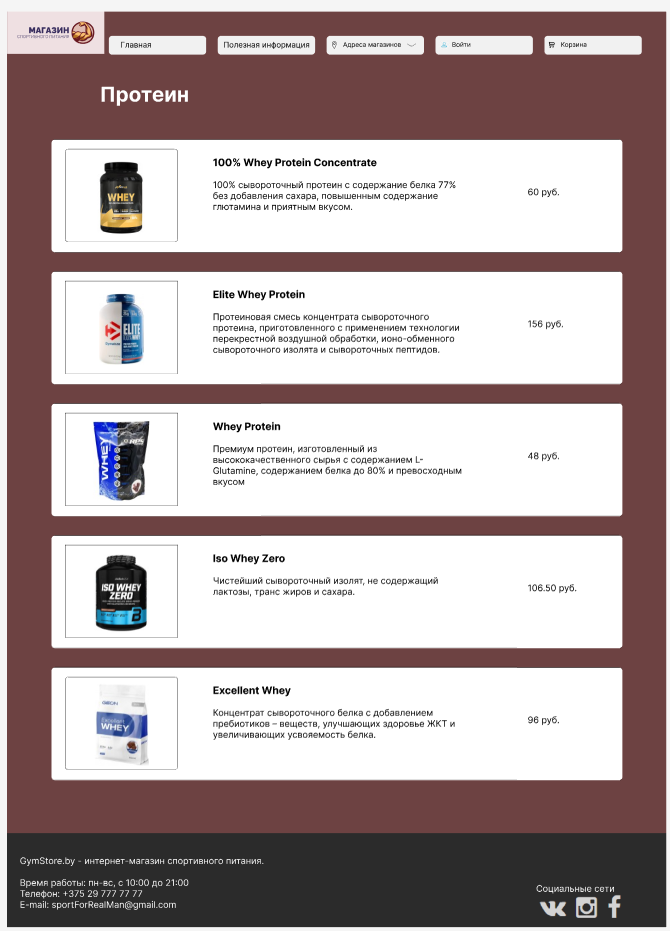 МАГАЗИН
СПОРТИВНОГО ПИТАНИЯ
Главная
Полезная информация
Адреса магазинов
Войти
Корзина
Протеин
100% Whey Protein Concentrate
100% сывороточный протеин с содержание белка 77%
без добавления сахара, повышенным содержание
глютамина и приятным вкусом.
60 руб.
WHEY
Elite Whey Protein
Протеиновая смесь концентрата сывороточного
протеина, приготовленного с применением технологии
перекрестной воздушной обработки, ионо-обменного
сывороточного изолята и сывороточных пептидов.
156 руб.
ELITE
Whey Protein
Премиум протеин, изготовленный из
высококачественного сырья с содержанием L-
Glutamine, содержанием белка до 80% и превосходным
вкусом
48 руб.
WHEY
Iso Whey Zero
Чистейший сывороточный изолят, не содержащий
лактозы, транс жиров и сахара.
106.50 руб.
ISO WHEY
ZERO
Excellent Whey
Концентрат сывороточного белка с добавлением
пребиотиков – веществ, улучшающих здоровье ЖКТ и
увеличивающих усвояемость белка.
96 руб.
Excellent
WHEY
GymStore.by - интернет-магазин спортивного питания.
Время работы: пн-вс, с 10:00 до 21:00
Телефон: +375 29 777 77 77
E-mail: sportForRealMan@gmail.com
Социальные сети